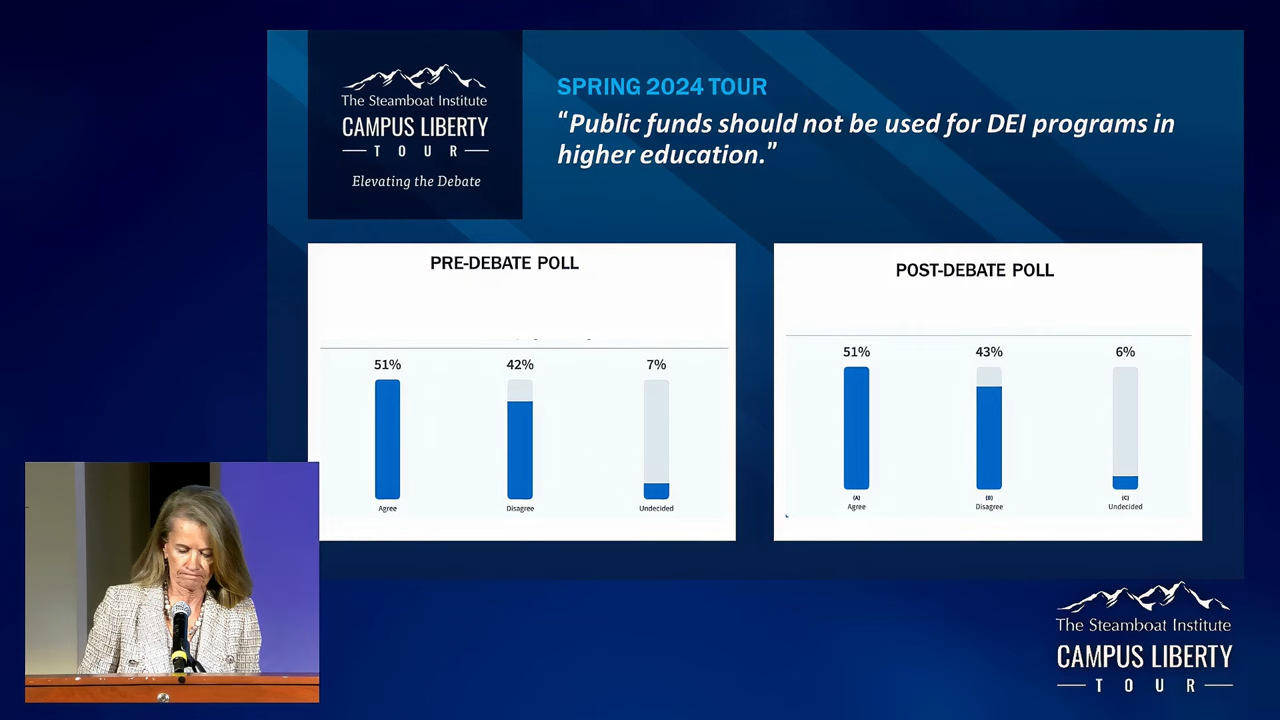 The Steamboat Institute
CAMPUS LIBERTY
TOUR
Elevating the Debate
SPRING 2024 TOUR
“Public funds should not be used for DEI programs in
higher education.”
PRE-DEBATE POLL
51% 42% 7%
Agree Disagree Undecided
POST-DEBATE POLL
51% 43% 6%
(A) (B) (C)
Agree Disagree Undecided
The Steamboat Institute
CAMPUS LIBERTY
TOUR